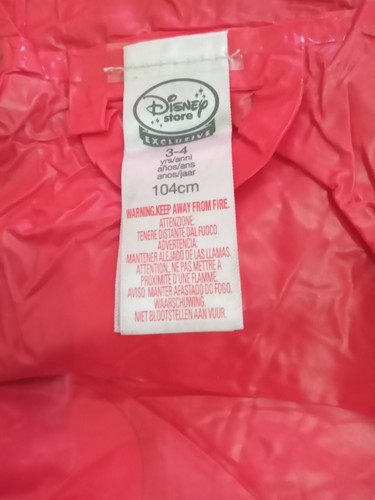 Disney
store
EXCLUSIVE
3-4
yrs/anni
años/ans
anos/jaar
104cm
WARNING.KEEP AWAY FROM FIRE.
ATTENZIONE:
TENERE DISTANTE DAL FUOCO.
ADVERTENCIA:
MANTENER ALEJADO DE LAS LLAMAS.
ATTENTION, NE PAS METTRE A
PROXIMITE D'UNE FLAMME.
AVISO. MANTER AFASTADO DO FOGO.
WAARSCHUWING.
NIET BLOOTSTELLEN AAN VUUR.